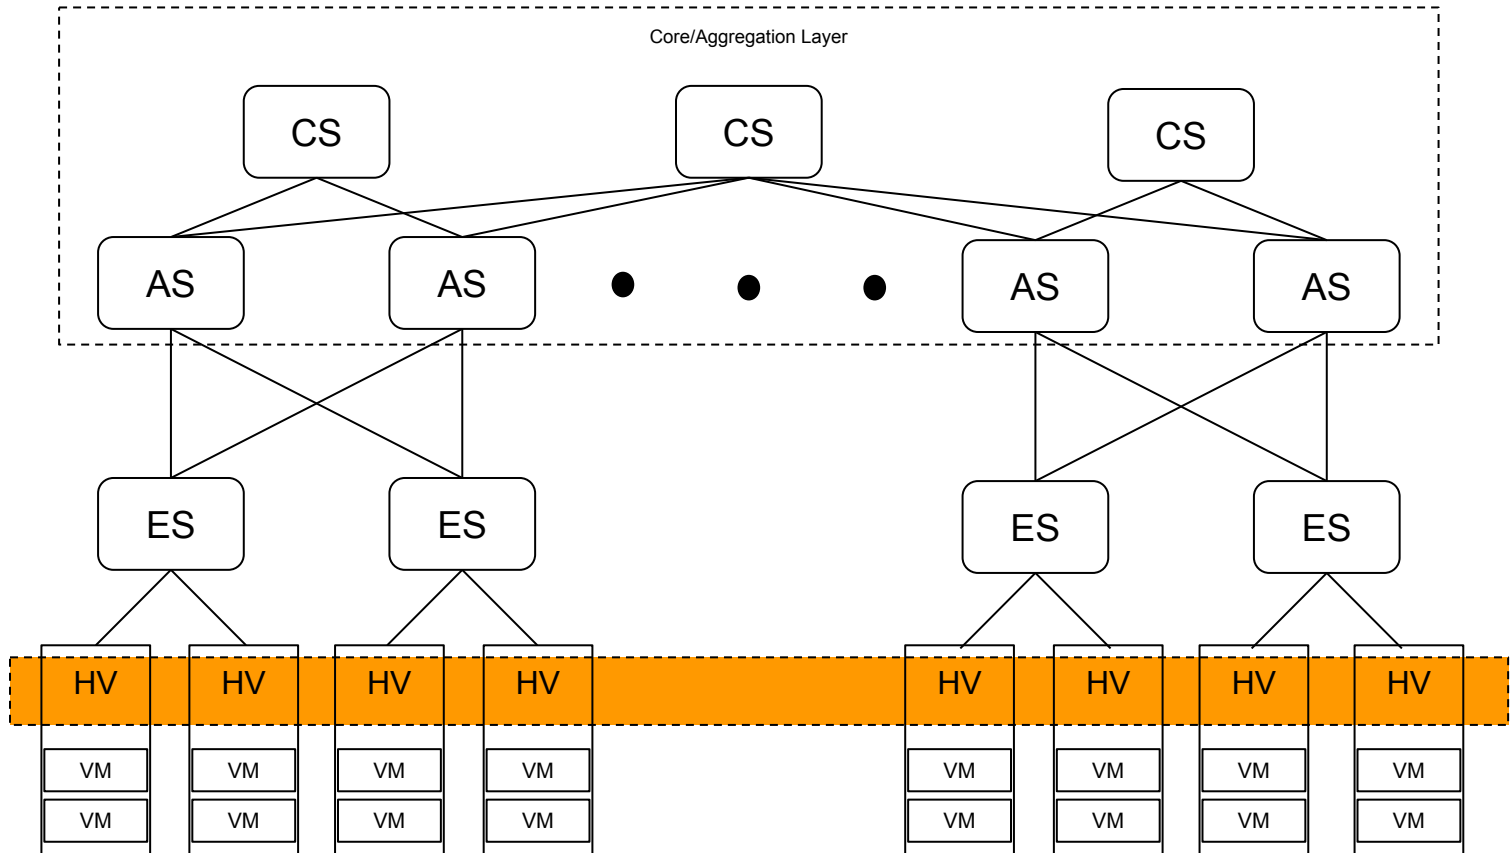 Core/Aggregation Layer
CS CS CS
AS AS AS AS
ES ES ES ES
HV HV HV HV HV HV HV HV
VM VM VM VM VM VM VM VM
VM VM VM VM VM VM VM VM